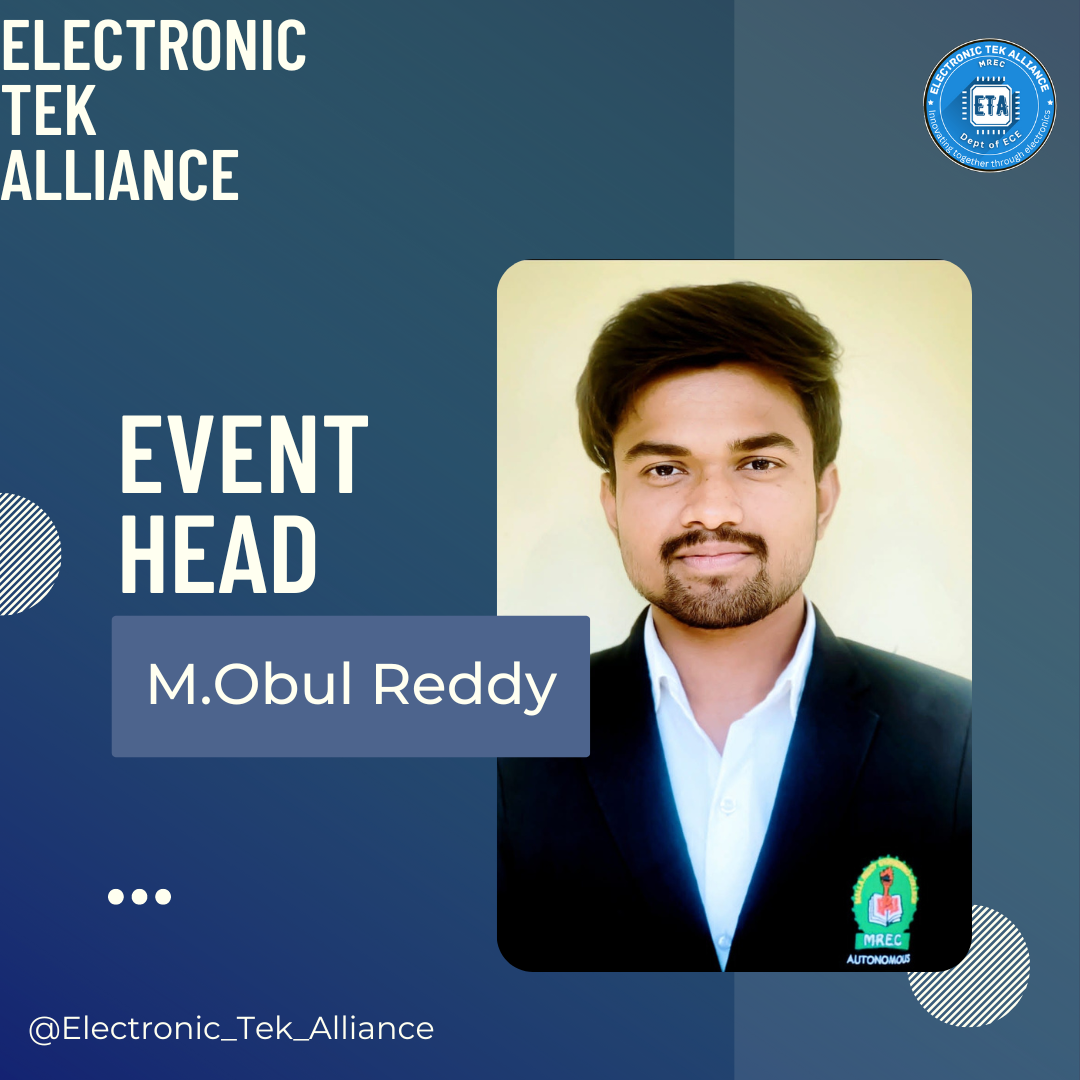 ELECTRONIC
TEK
ALLIANCE
ELECTRONIC TEK ALLIANCE
MREC
ETA
Dept of ECE
Innovating together through electronics
EVENT
HEAD
M.Obul Reddy
MREC
AUTONOMOUS
@Electronic_Tek_Alliance